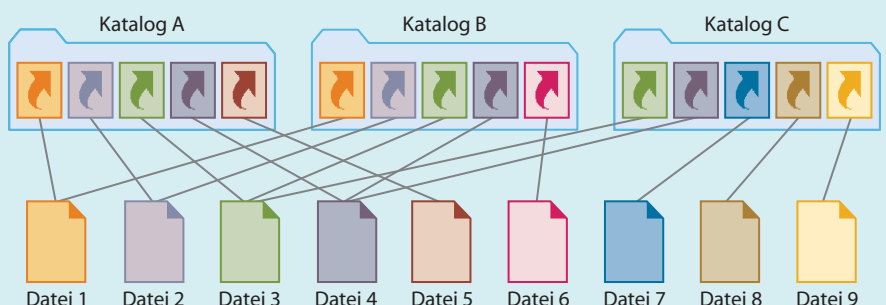 Katalog A
Katalog B
Katalog C
Datei 1
Datei 2
Datei 3
Datei 4
Datei 5
Datei 6
Datei 7
Datei 8
Datei 9